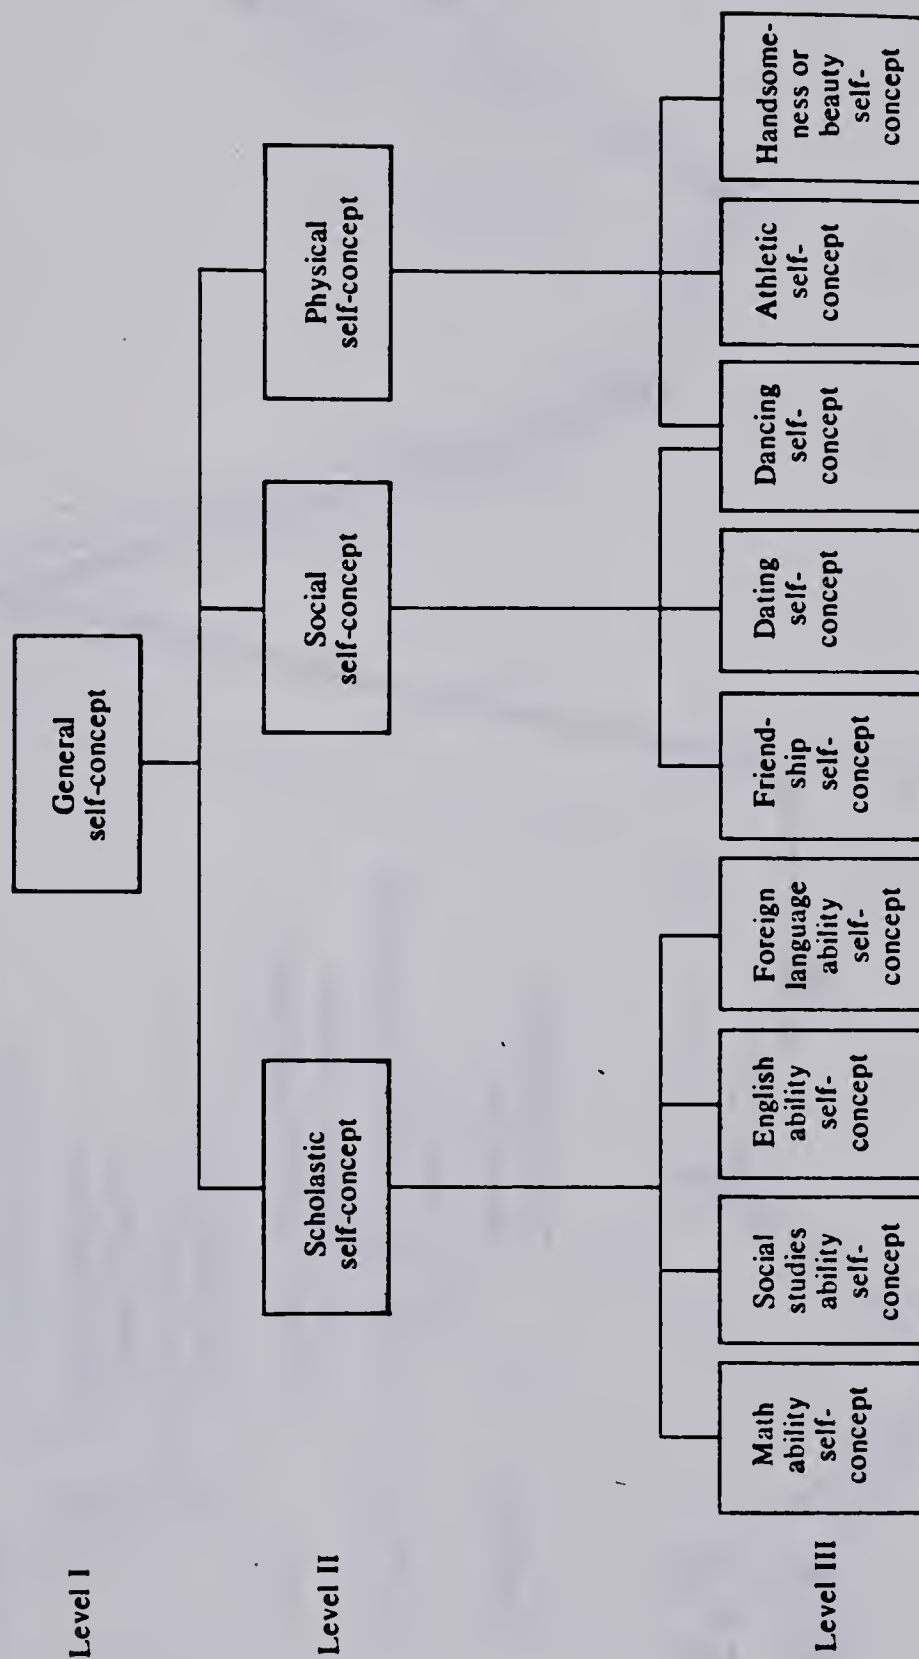 Level I
General
self-concept
Level II
Scholastic
self-concept
Social
self-concept
Physical
self-concept
Level III
Math
ability
self-
concept
Social
studies
ability
self-
concept
English
ability
self-
concept
Foreign
language
ability
self-
concept
Friend-
ship
self-
concept
Dating
self-
concept
Dancing
self-
concept
Athletic
self-
concept
Handsome-
ness or
beauty
self-
concept